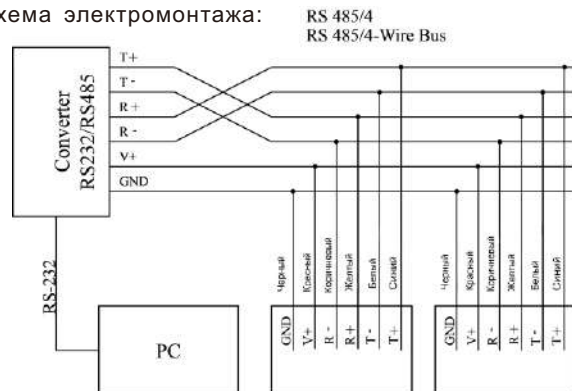 хема электромонтажа:
RS 485/4
RS 485/4-Wire Bus
Converter
RS232/RS485
T+
T -
R +
R -
V+
GND
RS-232
PC
Черный
Красный
Коричневый
Желтый
Белый
Синий
GND
V+
R -
R +
T -
T+
Черный
Красный
Коричневый
Желтый
Белый
Синий
GND
V+
R -
R +
T -
T+